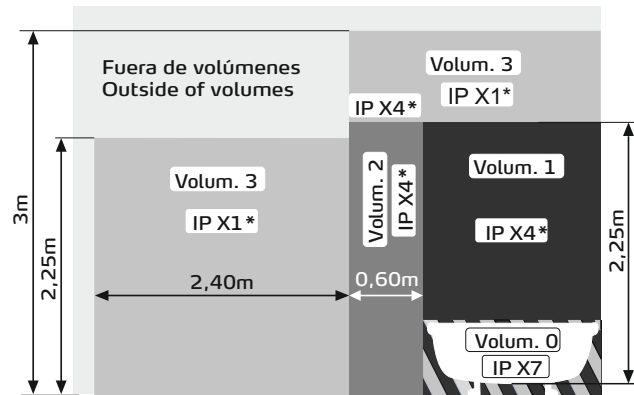 Fuera de volúmenes
Outside of volumes
Volum. 3
IP X1*
IP X4*
Volum. 3
IP X1*
Volum. 2
IP X4*
Volum. 1
IP X4*
3m
2,25m
2,40m
0,60m
2,25m
Volum. 0
IP X7